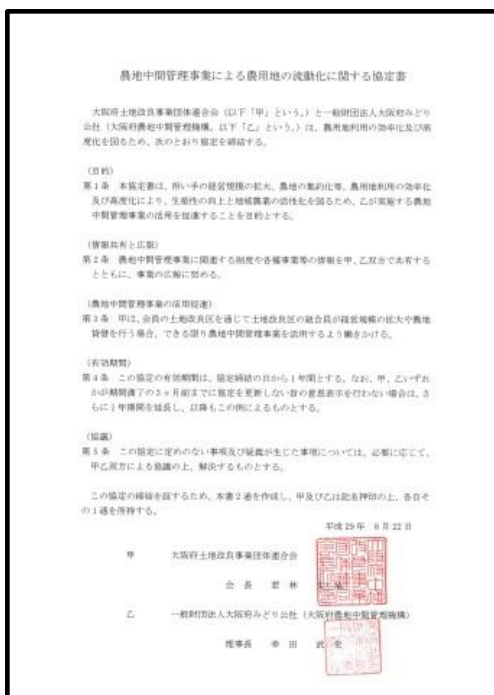 農地中間管理事業による農用地の流動化に関する協定書
大阪府土地改良事業団体連合会（以下「甲」という。）と一般財団法人大阪府みどり
公社（大阪府農地中間管理機構。以下「乙」という。）は、農用地利用の効率化及び高
度化を図るため、次のとおり協定を締結する。
（目的）
第１条　本協定書は、担い手の経営規模の拡大、農地の集約化等、農用地利用の効率化
及び高度化により、生産性の向上と地域農業の活性化を図るため、乙が実施する農地
中間管理事業の活用を促進することを目的とする。
（情報共有と広報）
第２条　農地中間管理事業に関連する制度や各種事業等の情報を甲、乙双方で共有する
とともに、事業の広報に努める。
（農地中間管理事業の活用促進）
第３条　甲は、会員の土地改良区を通じて土地改良区の組合員が経営規模の拡大や農地
貸借を行う場合、できる限り農地中間管理事業を活用するよう働きかける。
（有効期間）
第４条　この協定の有効期間は、協定締結の日から１年間とする。なお、甲、乙いずれ
かが期間満了の３ヶ月前までに協定を更新しない旨の意思表示を行わない場合は、さ
らに１年期間を延長し、以降もこの例によるものとする。
（協議）
第５条　この協定に定めのない事項及び疑義が生じた事項については、必要に応じて、
甲乙双方による協議の上、解決するものとする。
この協定の締結を証するため、本書２通を作成し、甲及び乙は記名押印の上、各自そ
の１通を所持する。
平成29年　8月22日
甲　大阪府土地改良事業団体連合会
会　長　若　林
乙　一般財団法人大阪府みどり公社（大阪府農地中間管理機構）
理事長　幸　田　武